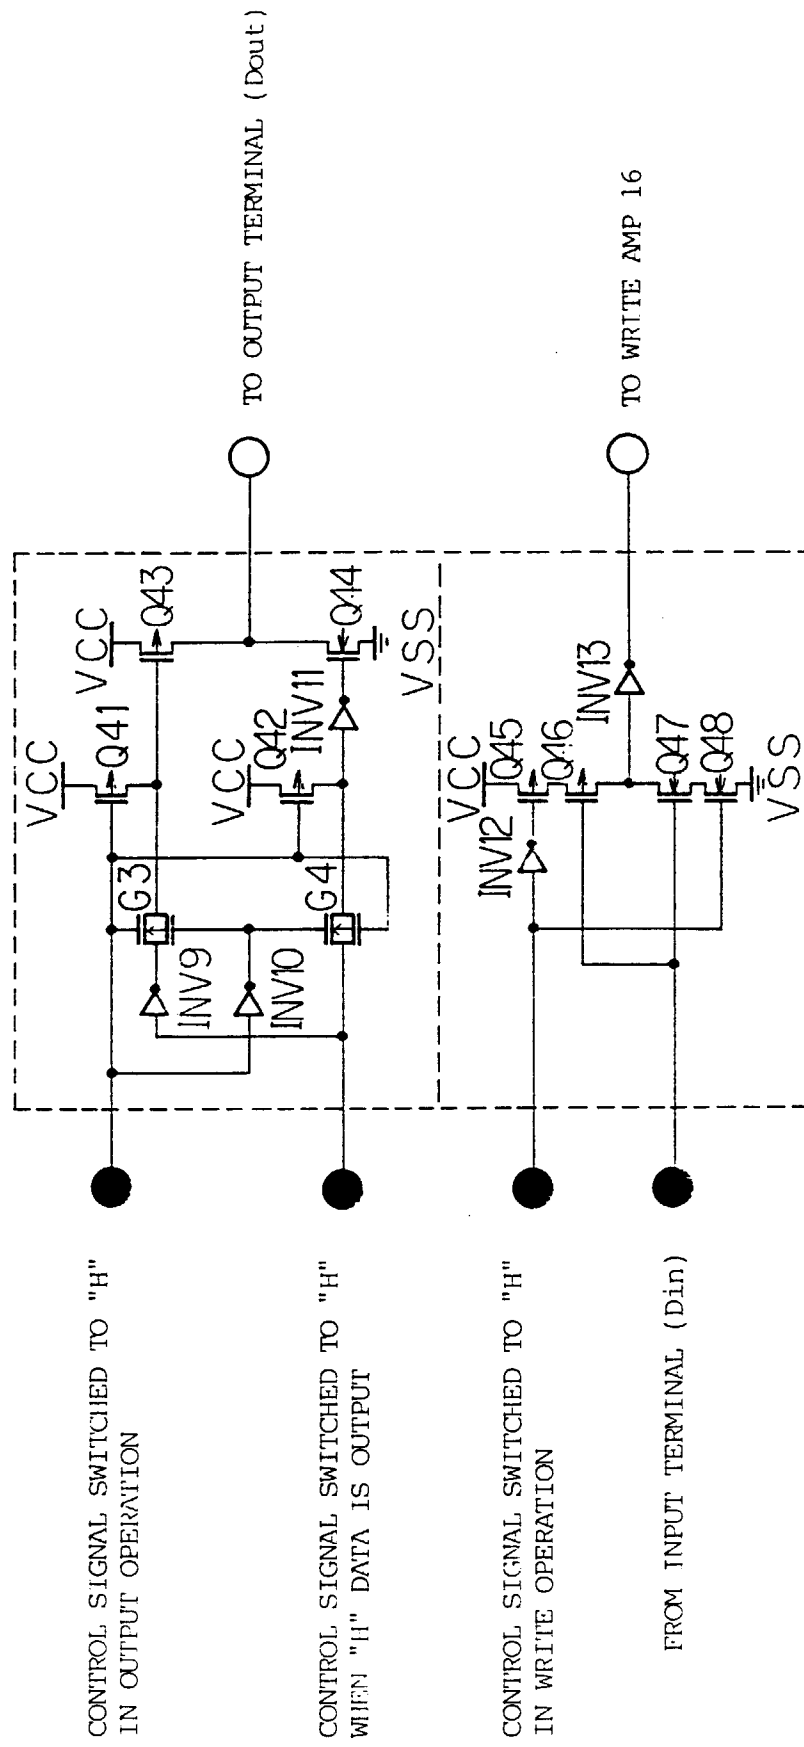 CONTROL SIGNAL SWITCHED TO "H"
IN OUTPUT OPERATION
CONTROL SIGNAL SWITCHED TO "H"
WHEN "H" DATA IS OUTPUT
CONTROL SIGNAL SWITCHED TO "H"
IN WRITE OPERATION
FROM INPUT TERMINAL (Din)
VCC
Q41
VCC
Q43
G3
INV9
INV10
VCC
Q42
INV11
G4
Q44
VSS
TO OUTPUT TERMINAL (Dout)
VCC
INV12
Q45
Q46
INV13
Q47
Q48
VSS
TO WRITE AMP 16